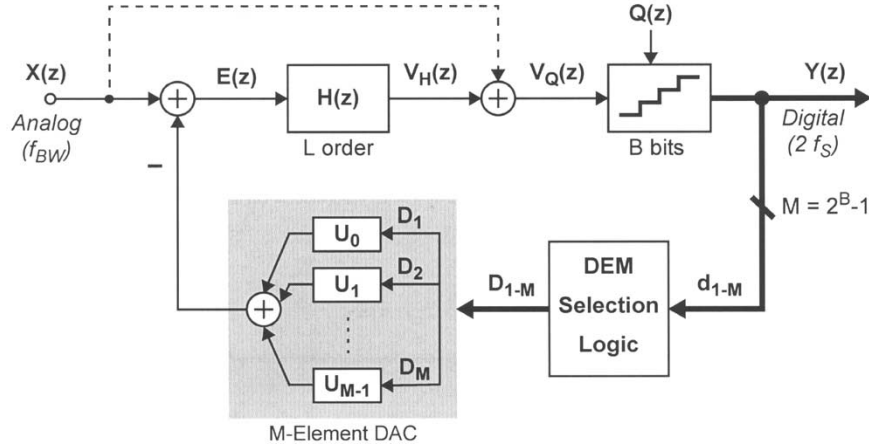 Q(z)
X(z)
E(z)
H(z)
V_H(z)
V_Q(z)
Y(z)
Analog
(f_BW)
L order
B bits
Digital
(2 f_S)
–
M = 2^B-1
U_0
D_1
U_1
D_2
U_M-1
D_M
D_1-M
DEM
Selection
Logic
d_1-M
M-Element DAC